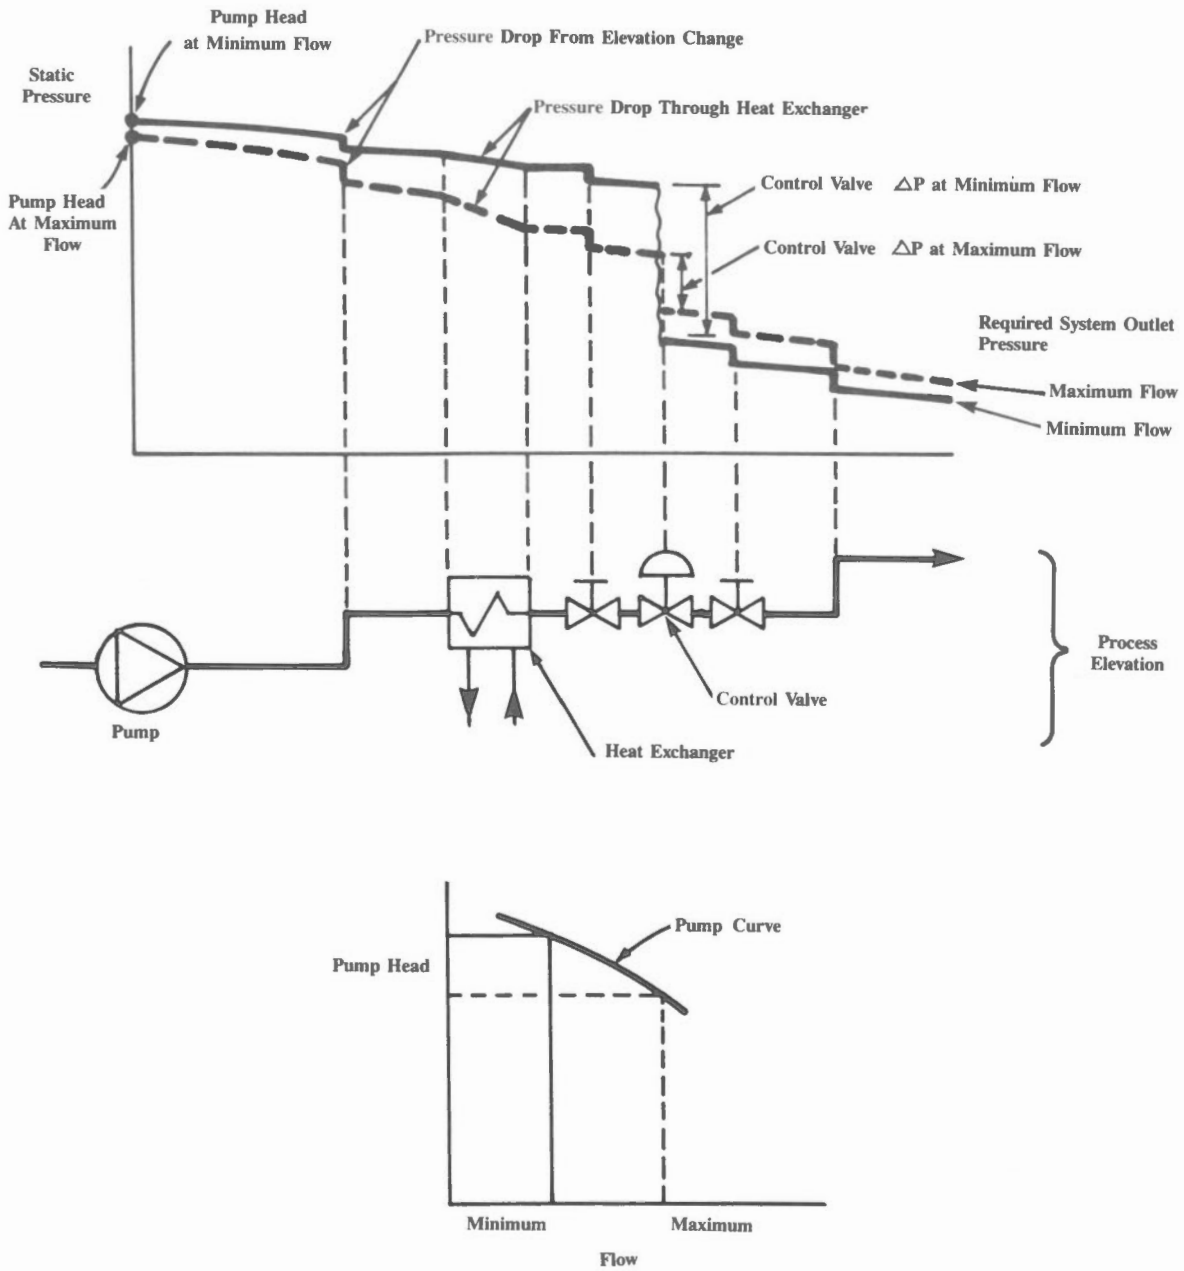 Pump Head
at Minimum Flow
Pressure Drop From Elevation Change
Static
Pressure
Pressure Drop Through Heat Exchanger
Pump Head
At Maximum
Flow
Control Valve △P at Minimum Flow
Control Valve △P at Maximum Flow
Required System Outlet
Pressure
Maximum Flow
Minimum Flow
Process
Elevation
Control Valve
Pump
Heat Exchanger
Pump Curve
Pump Head
Minimum
Maximum
Flow